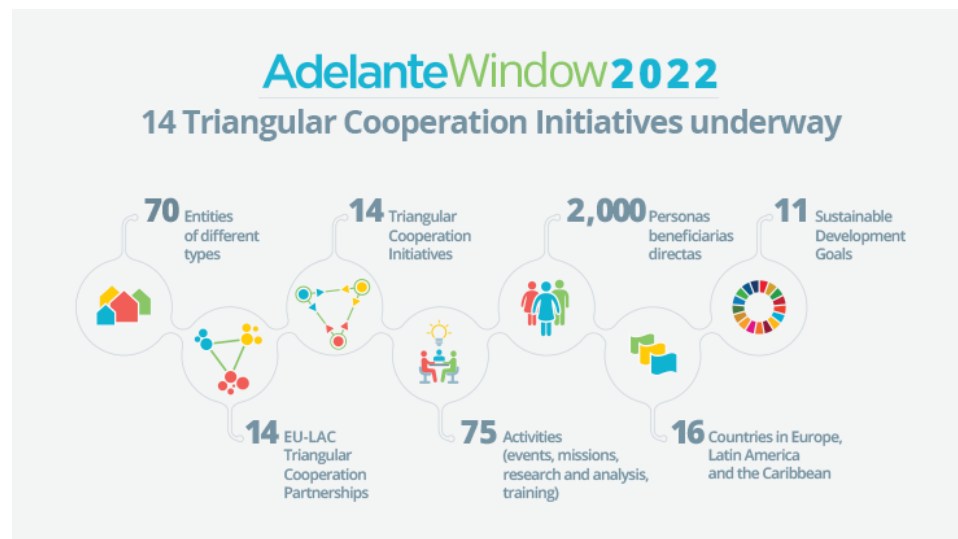 AdelanteWindow2022
14 Triangular Cooperation Initiatives underway
70 Entities
of different
types
14 Triangular
Cooperation
Initiatives
2,000 Personas
beneficiarias
directas
11 Sustainable
Development
Goals
14 EU-LAC
Triangular
Cooperation
Partnerships
75 Activities
(events, missions,
research and analysis,
training)
16 Countries in Europe,
Latin America
and the Caribbean